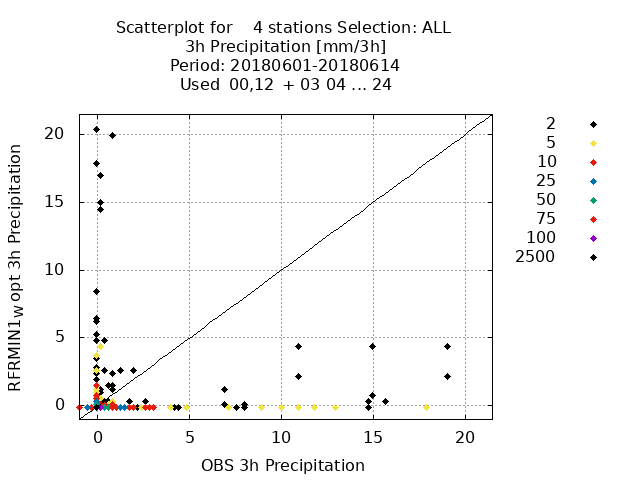 Scatterplot for 4 stations Selection: ALL
3h Precipitation [mm/3h]
Period: 20180601-20180614
Used 00,12 + 03 04 ... 24
RFRMIN1wopt 3h Precipitation
20
15
10
5
0
0 5 10 15 20
OBS 3h Precipitation
2
5
10
25
50
75
100
2500